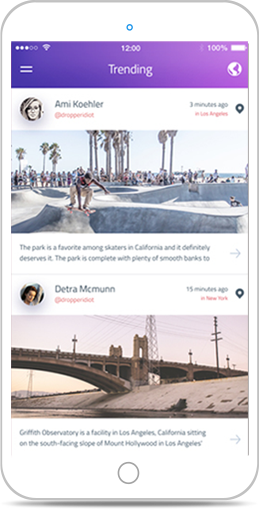 12:00
100%
Trending
Ami Koehler
3 minutes ago
@dropperidiot
in Los Angeles
The park is a favorite among skaters in California and it definitely
deserves it. The park is complete with plenty of smooth banks to
Detra Mcmunn
15 minutes ago
@droppendiot
in New York
Griffith Observatory is a facility in Los Angeles, California sitting
on the south-facing slope of Mount Hollywood in Los Angeles'